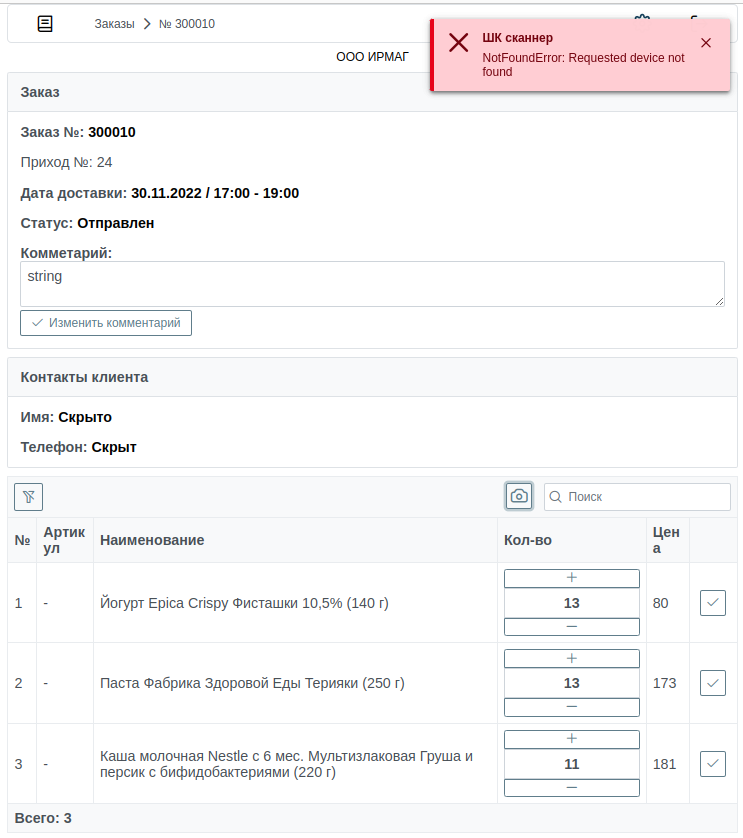 Заказы
№ 300010
ШК сканнер
NotFoundError: Requested device not
found
ООО ИРМАГ
Заказ
Заказ №: 300010
Приход №: 24
Дата доставки: 30.11.2022 / 17:00 - 19:00
Статус: Отправлен
Комметарий:
string
Изменить комментарий
Контакты клиента
Имя: Скрыто
Телефон: Скрыт
Поиск
№ Артик Наименование Кол-во Цен
ул а
1 - Йогурт Epica Crispy Фисташки 10,5% (140 г) 13 80
2 - Паста Фабрика Здоровой Еды Терияки (250 г) 13 173
3 - Каша молочная Nestle с 6 мес. Мультизлаковая Груша и 11 181
персик с бифидобактериями (220 г)
Всего: 3